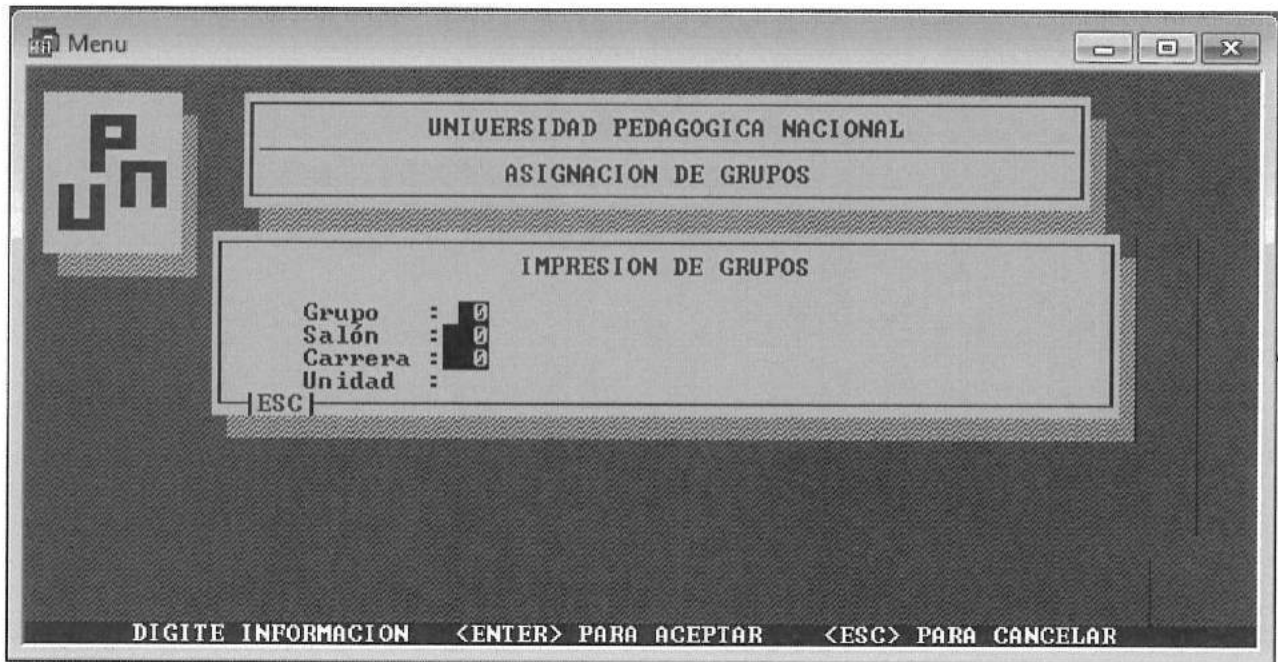 Menu
UPN
UNIVERSIDAD PEDAGOGICA NACIONAL
ASIGNACION DE GRUPOS
IMPRESION DE GRUPOS
Grupo : 0
Salón : 0
Carrera : 0
Unidad :
ESC
DIGITE INFORMACION <ENTER> PARA ACEPTAR <ESC> PARA CANCELAR